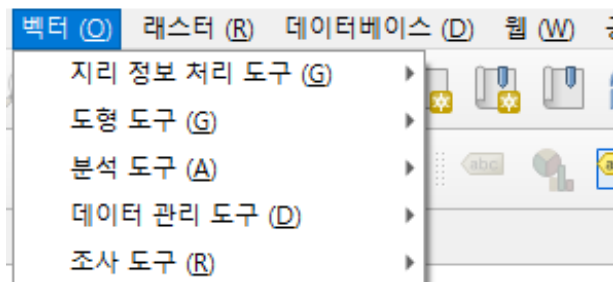 벡터 (O) 래스터 (R) 데이터베이스 (D) 웹 (W)
지리 정보 처리 도구 (G)
도형 도구 (G)
분석 도구 (A)
abc
데이터 관리 도구 (D)
조사 도구 (R)